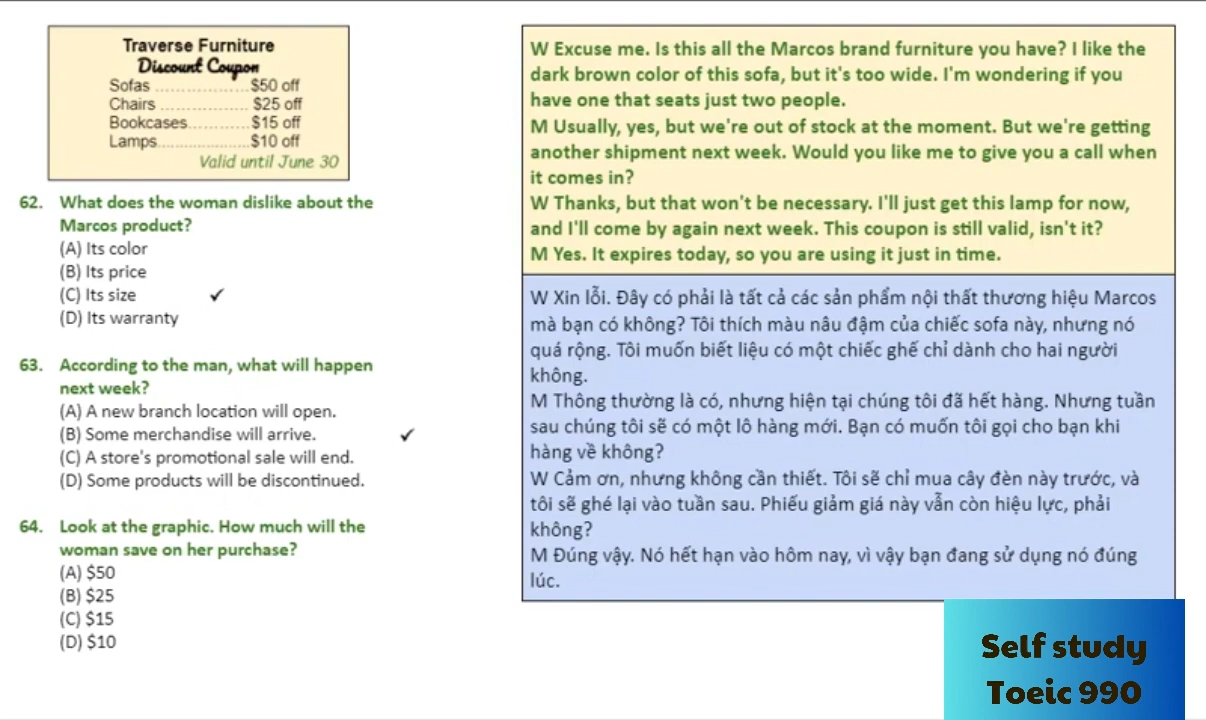 Traverse Furniture
Discount Coupon
Sofas ................. $50 off
Chairs ................ $25 off
Bookcases........... $15 off
Lamps................. $10 off
Valid until June 30
62. What does the woman dislike about the
Marcos product?
(A) Its color
(B) Its price
(C) Its size ✓
(D) Its warranty
63. According to the man, what will happen
next week?
(A) A new branch location will open.
(B) Some merchandise will arrive. ✓
(C) A store's promotional sale will end.
(D) Some products will be discontinued.
64. Look at the graphic. How much will the
woman save on her purchase?
(A) $50
(B) $25
(C) $15
(D) $10
W Excuse me. Is this all the Marcos brand furniture you have? I like the
dark brown color of this sofa, but it's too wide. I'm wondering if you
have one that seats just two people.
M Usually, yes, but we're out of stock at the moment. But we're getting
another shipment next week. Would you like me to give you a call when
it comes in?
W Thanks, but that won't be necessary. I'll just get this lamp for now,
and I'll come by again next week. This coupon is still valid, isn't it?
M Yes. It expires today, so you are using it just in time.
W Xin lỗi. Đây có phải là tất cả các sản phẩm nội thất thương hiệu Marcos
mà bạn có không? Tôi thích màu nâu đậm của chiếc sofa này, nhưng nó
quá rộng. Tôi muốn biết liệu có một chiếc ghế chỉ dành cho hai người
không.
M Thông thường là có, nhưng hiện tại chúng tôi đã hết hàng. Nhưng tuần
sau chúng tôi sẽ có một lô hàng mới. Bạn có muốn tôi gọi cho bạn khi
hàng về không?
W Cảm ơn, nhưng không cần thiết. Tôi sẽ chỉ mua cây đèn này trước, và
tôi sẽ ghé lại vào tuần sau. Phiếu giảm giá này vẫn còn hiệu lực, phải
không?
M Đúng vậy. Nó hết hạn vào hôm nay, vì vậy bạn đang sử dụng nó đúng
lúc.
Self study
Toeic 990